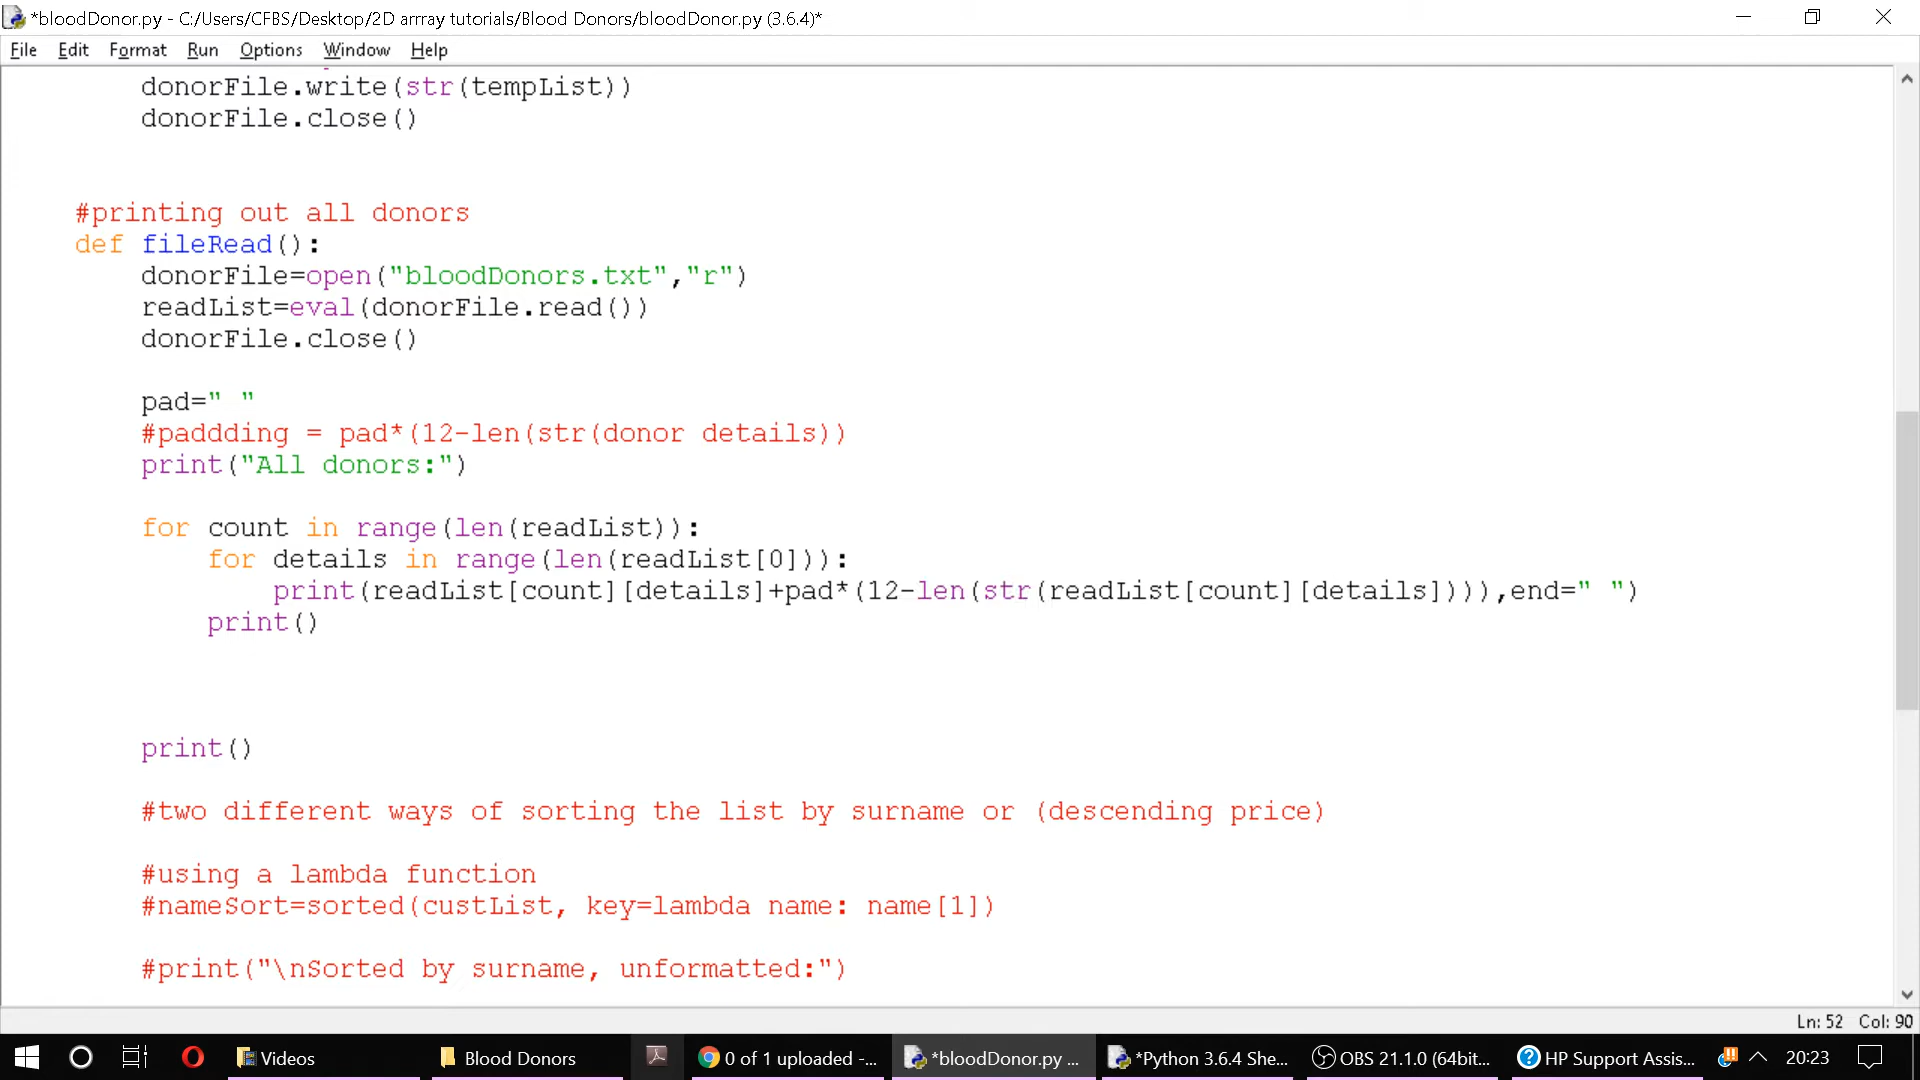 *bloodDonor.py - C:/Users/CFBS/Desktop/2D arrray tutorials/Blood Donors/bloodDonor.py (3.6.4)*
File Edit Format Run Options Window Help
donorFile.write(str(tempList))
donorFile.close()
#printing out all donors
def fileRead():
donorFile=open("bloodDonors.txt","r")
readList=eval(donorFile.read())
donorFile.close()
pad=" "
#paddding = pad*(12-len(str(donor details))
print("All donors:")
for count in range(len(readList)):
for details in range(len(readList[0])):
print(readList[count][details]+pad*(12-len(str(readList[count][details]))),end=" ")
print()
print()
#two different ways of sorting the list by surname or (descending price)
#using a lambda function
#nameSort=sorted(custList, key=lambda name: name[1])
#print("\nSorted by surname, unformatted:")
Ln: 52 Col: 90
Videos Blood Donors 0 of 1 uploaded -... *bloodDonor.py ... *Python 3.6.4 She... OBS 21.1.0 (64bit... HP Support Assis... 20:23